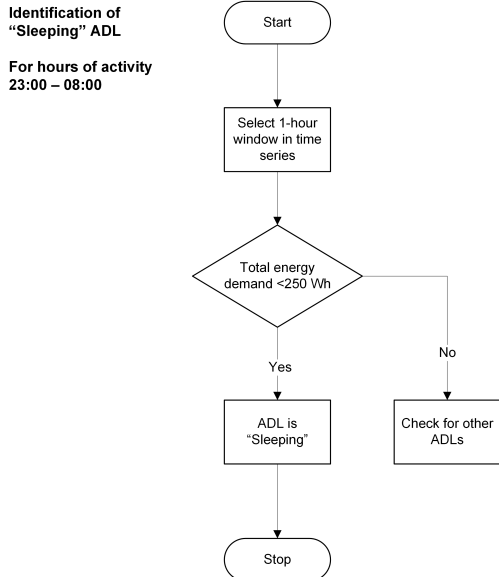 Identification of
“Sleeping” ADL
For hours of activity
23:00 – 08:00
Start
Select 1-hour
window in time
series
Total energy
demand <250 Wh
No
Yes
ADL is
“Sleeping”
Check for other
ADLs
Stop